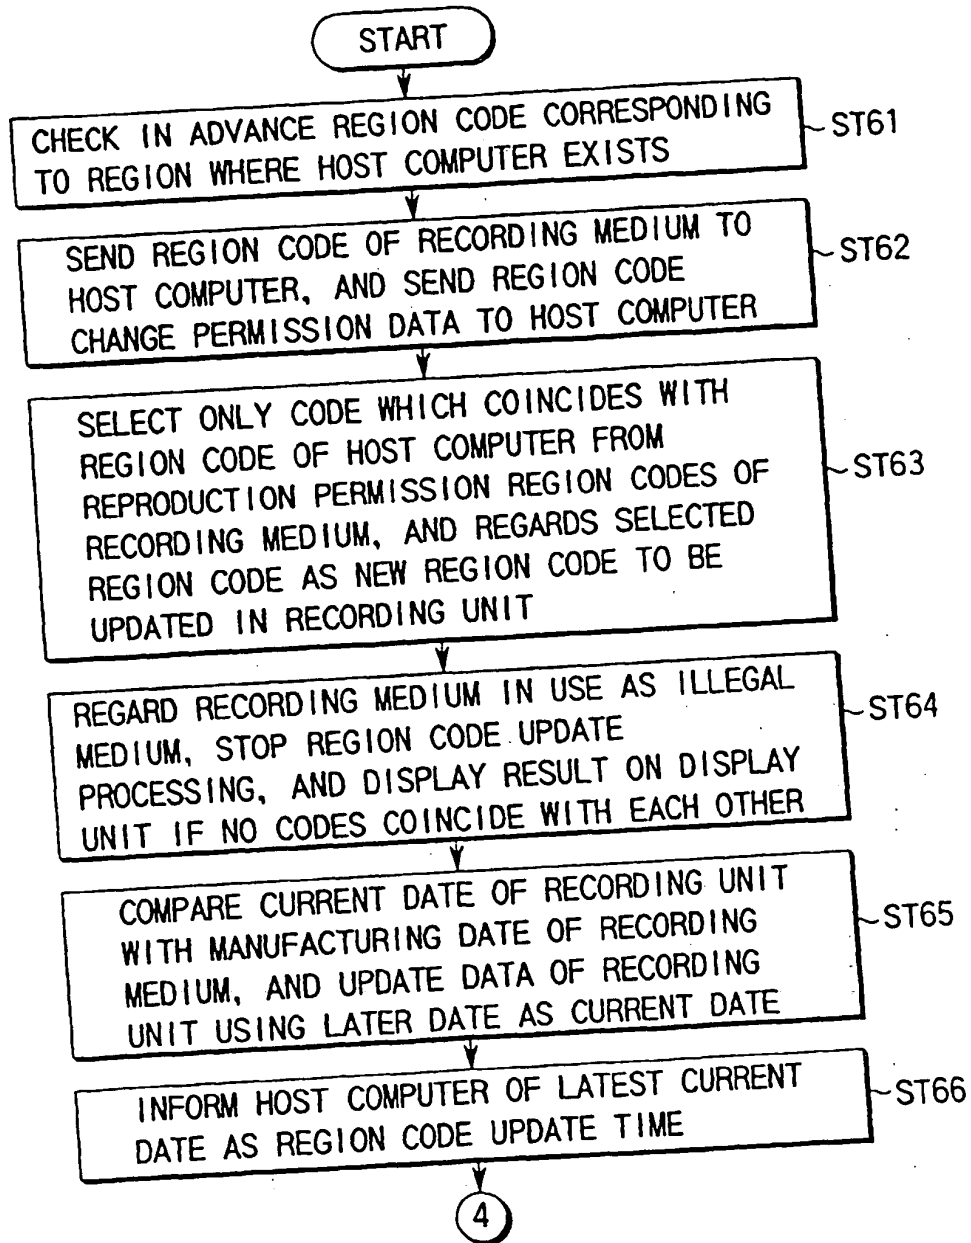 START
CHECK IN ADVANCE REGION CODE CORRESPONDING
TO REGION WHERE HOST COMPUTER EXISTS
ST61
SEND REGION CODE OF RECORDING MEDIUM TO
HOST COMPUTER, AND SEND REGION CODE
CHANGE PERMISSION DATA TO HOST COMPUTER
ST62
SELECT ONLY CODE WHICH COINCIDES WITH
REGION CODE OF HOST COMPUTER FROM
REPRODUCTION PERMISSION REGION CODES OF
RECORDING MEDIUM, AND REGARDS SELECTED
REGION CODE AS NEW REGION CODE TO BE
UPDATED IN RECORDING UNIT
ST63
REGARD RECORDING MEDIUM IN USE AS ILLEGAL
MEDIUM, STOP REGION CODE UPDATE
PROCESSING, AND DISPLAY RESULT ON DISPLAY
UNIT IF NO CODES COINCIDE WITH EACH OTHER
ST64
COMPARE CURRENT DATE OF RECORDING UNIT
WITH MANUFACTURING DATE OF RECORDING
MEDIUM, AND UPDATE DATA OF RECORDING
UNIT USING LATER DATE AS CURRENT DATE
ST65
INFORM HOST COMPUTER OF LATEST CURRENT
DATE AS REGION CODE UPDATE TIME
ST66
4